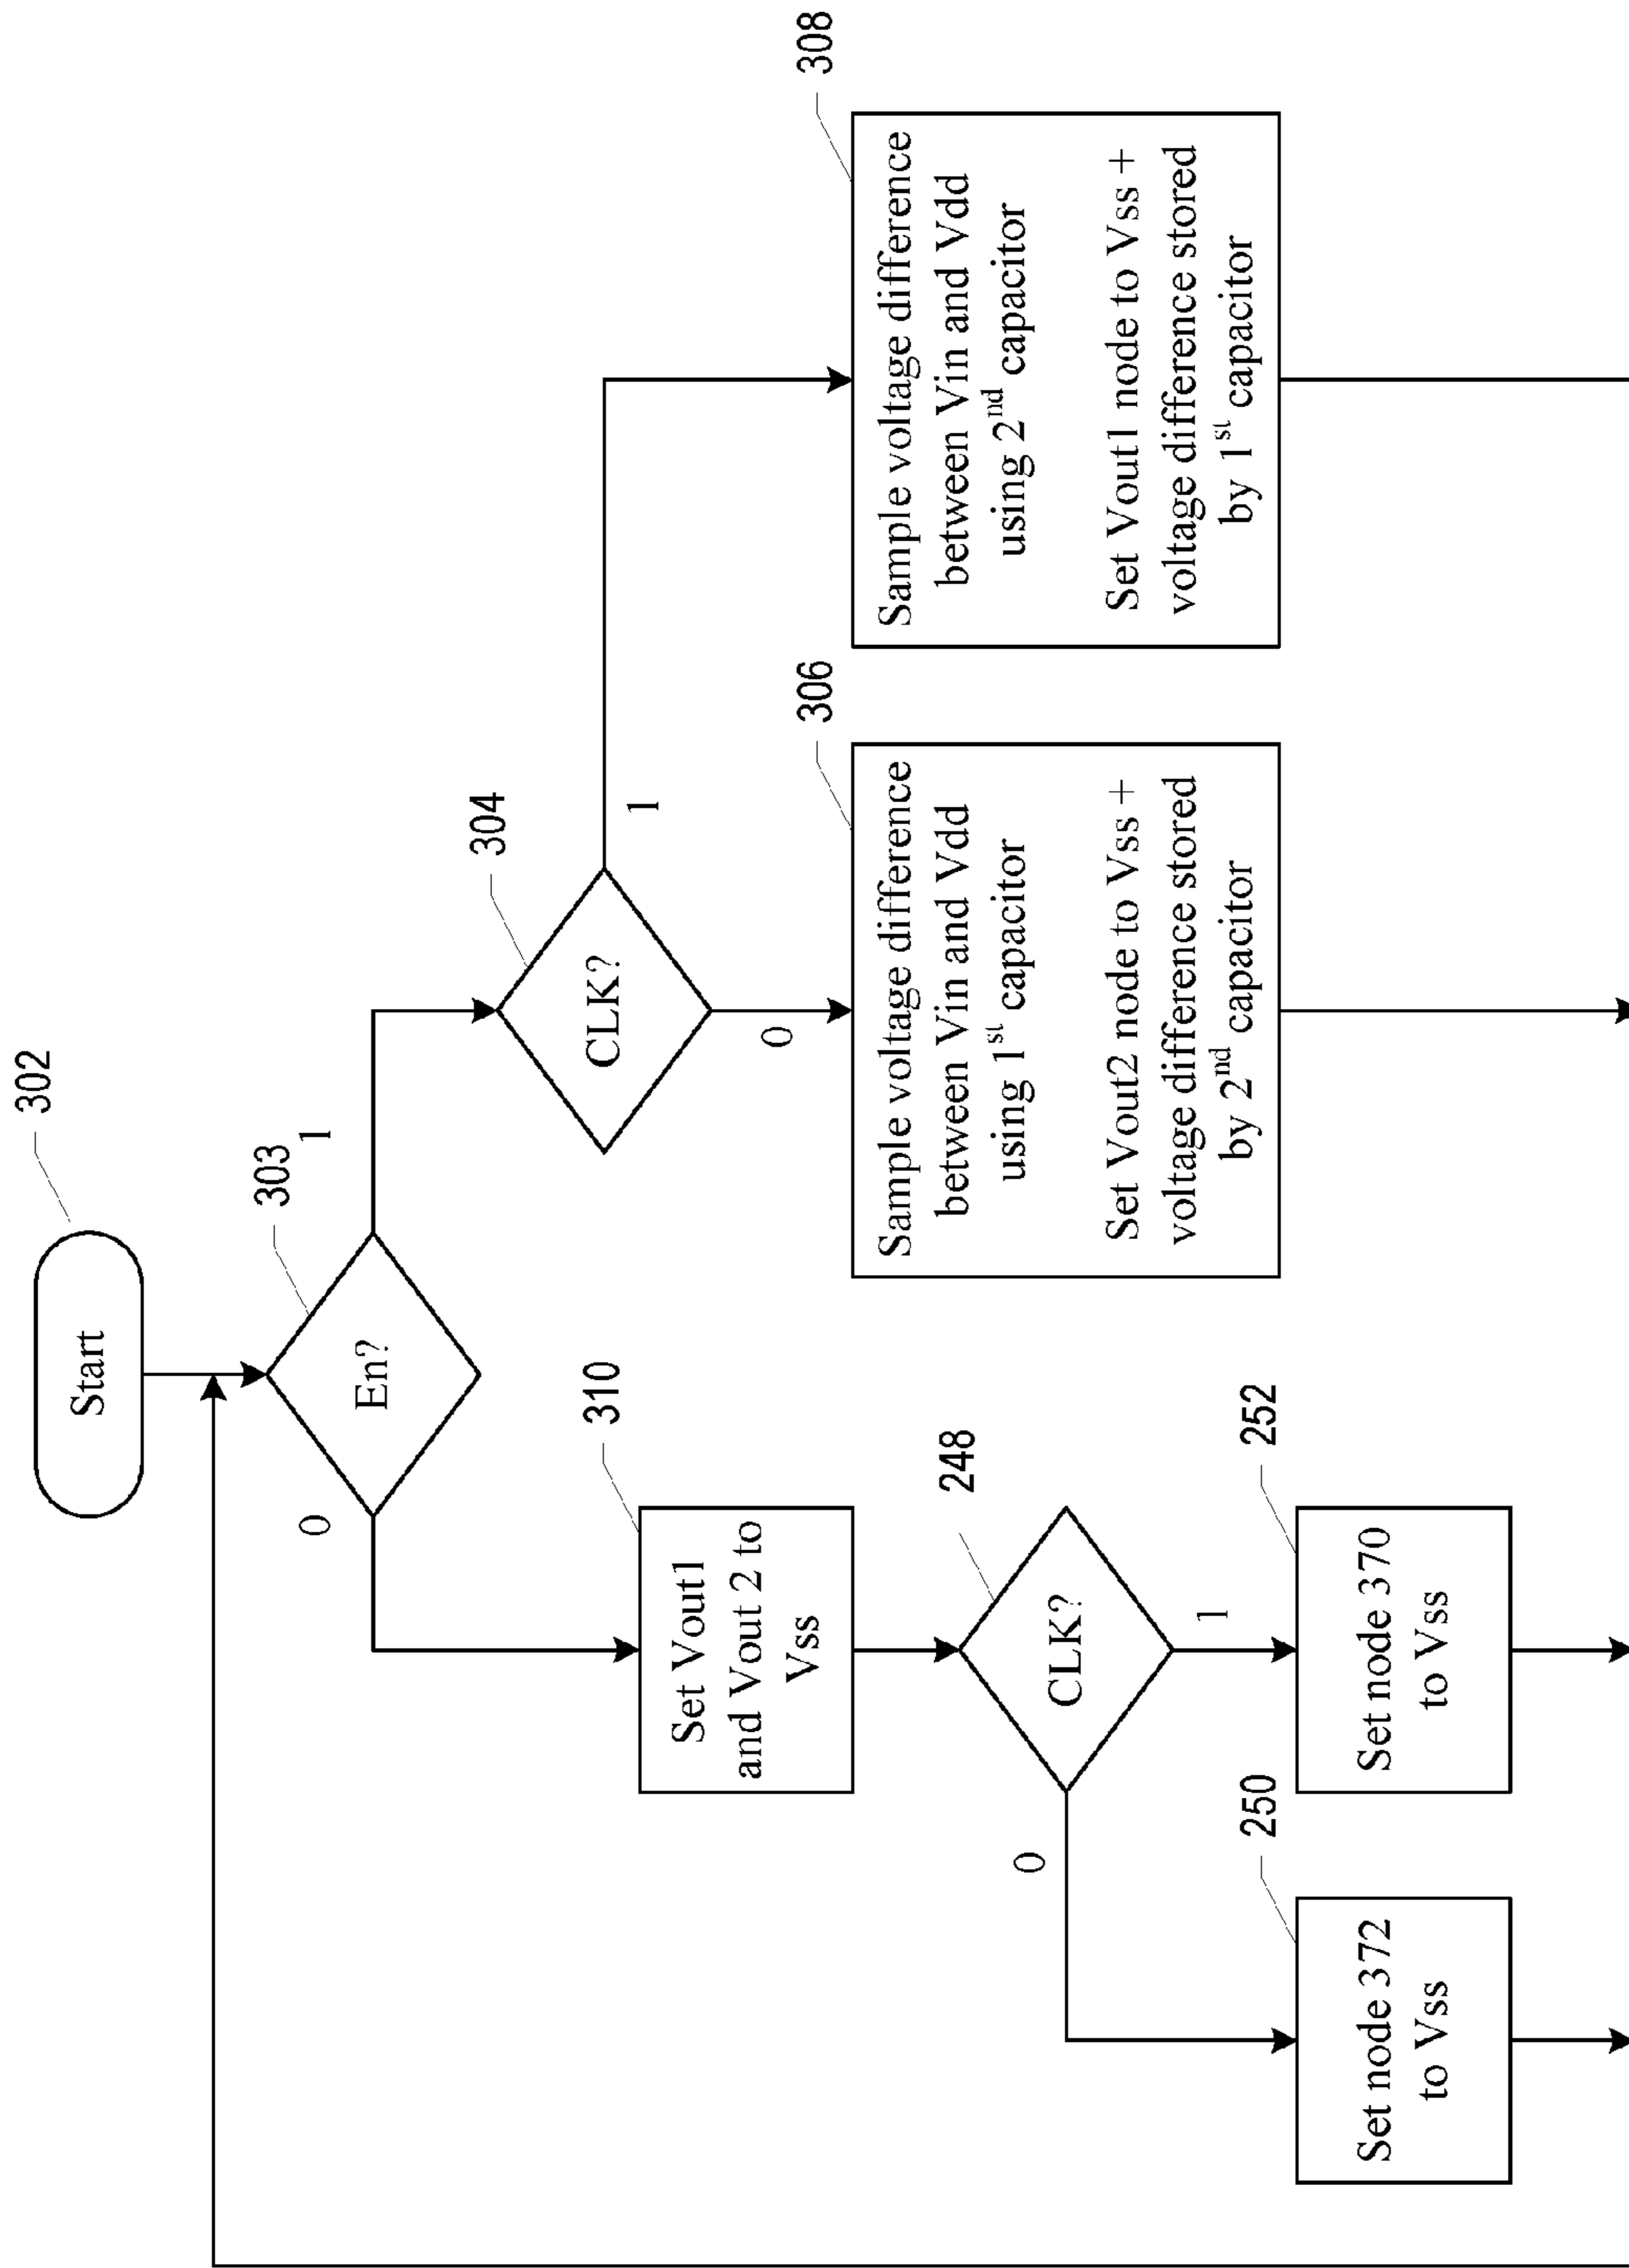 302
Start
303
En?
0
1
304
CLK?
0
1
310
Set Vout1
and Vout 2 to
Vss
306
Sample voltage difference
between Vin and Vdd
using 1st capacitor
Set Vout2 node to Vss +
voltage difference stored
by 2nd capacitor
308
Sample voltage difference
between Vin and Vdd
using 2nd capacitor
Set Vout1 node to Vss +
voltage difference stored
by 1st capacitor
248
CLK?
0
1
250
Set node 372
to Vss
252
Set node 370
to Vss